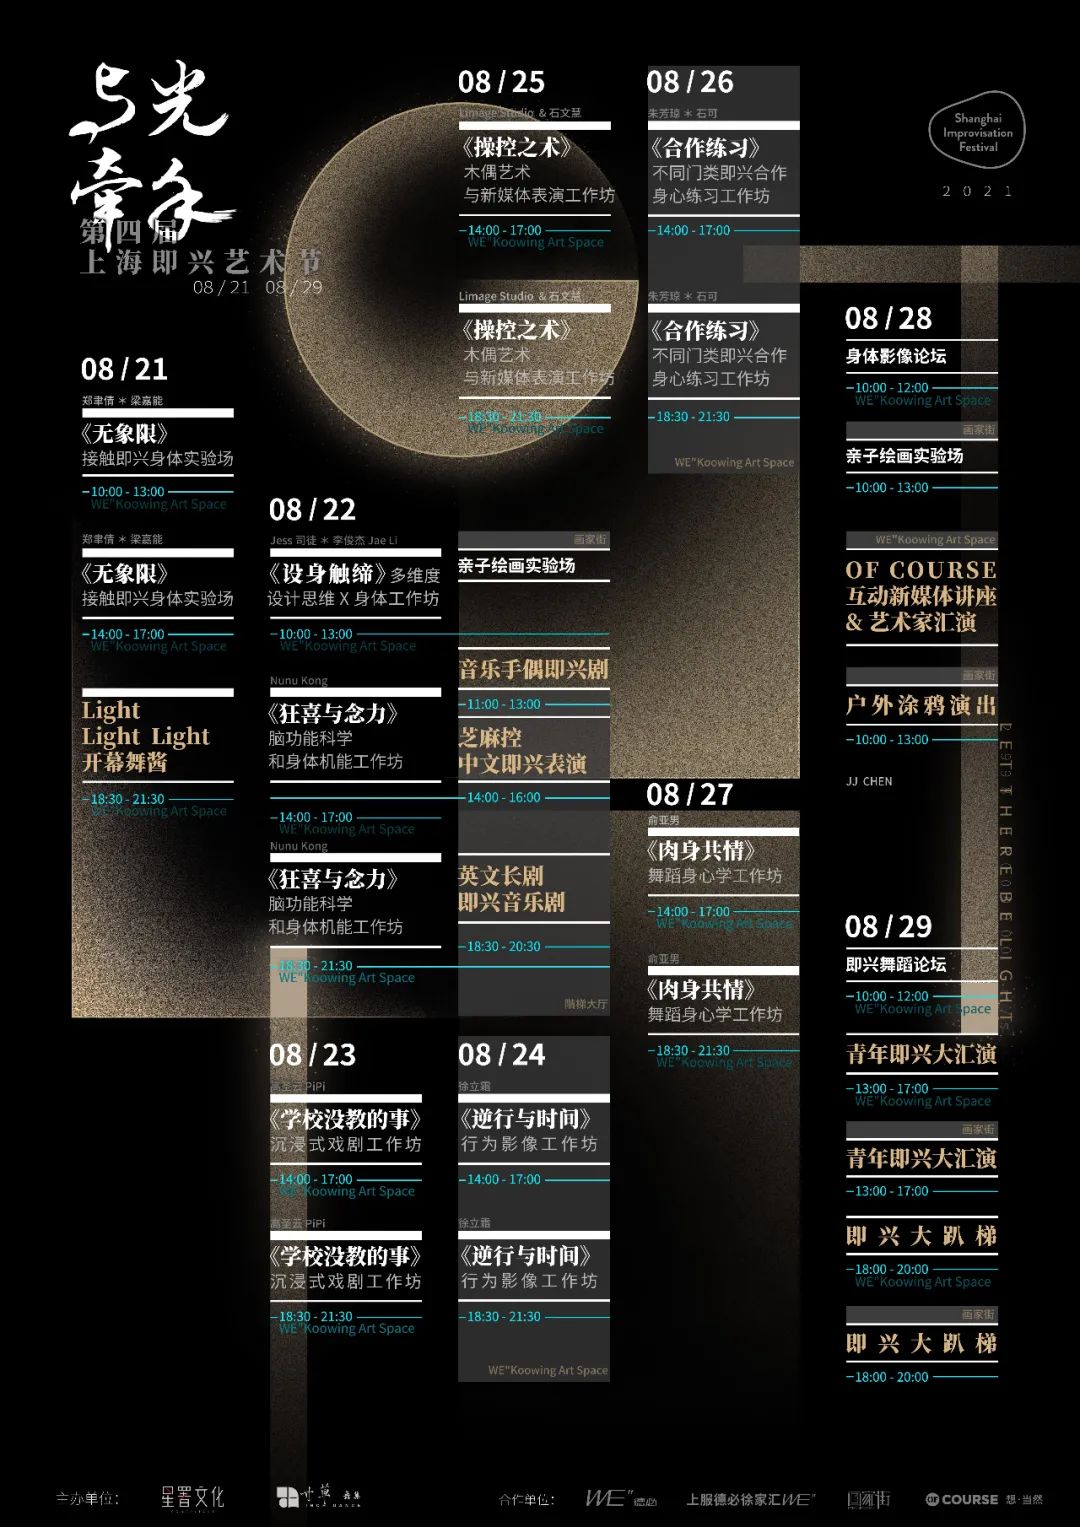 与光
牵手
第四届
上海即兴艺术节
08/21 08/29
Shanghai
Improvisation
Festival
2021
08/21
郑聿倩 * 梁嘉能
《无象限》
接触即兴身体实验场
10:00 - 13:00
WE"Koowing Art Space
郑聿倩 * 梁嘉能
《无象限》
接触即兴身体实验场
14:00 - 17:00
WE"Koowing Art Space
Light
Light Light
开幕舞酱
18:30 - 21:30
WE"Koowing Art Space
08/22
Jess 司徒 * 李俊杰 Jae Li
《设身触缔》多维度
设计思维 X 身体工作坊
10:00 - 13:00
WE"Koowing Art Space
Nunu Kong
《狂喜与念力》
脑功能科学
和身体机能工作坊
14:00 - 17:00
WE"Koowing Art Space
Nunu Kong
《狂喜与念力》
脑功能科学
和身体机能工作坊
18:30 - 21:30
WE"Koowing Art Space
画家街
亲子绘画实验场
音乐手偶即兴剧
11:00 - 13:00
芝麻控
中文即兴表演
14:00 - 16:00
英文长剧
即兴音乐剧
18:30 - 20:30
階梯大厅
08/23
高圣云 PiPi
《学校没教的事》
沉浸式戏剧工作坊
14:00 - 17:00
WE"Koowing Art Space
高圣云 PiPi
《学校没教的事》
沉浸式戏剧工作坊
18:30 - 21:30
WE"Koowing Art Space
08/24
徐立霜
《逆行与时间》
行为影像工作坊
14:00 - 17:00
徐立霜
《逆行与时间》
行为影像工作坊
18:30 - 21:30
WE"Koowing Art Space
08/25
Limage Studio & 石文慧
《操控之术》
木偶艺术
与新媒体表演工作坊
14:00 - 17:00
WE"Koowing Art Space
Limage Studio & 石文慧
《操控之术》
木偶艺术
与新媒体表演工作坊
18:30 - 21:30
WE"Koowing Art Space
08/26
朱芳琼 * 石可
《合作练习》
不同门类即兴合作
身心练习工作坊
14:00 - 17:00
朱芳琼 * 石可
《合作练习》
不同门类即兴合作
身心练习工作坊
18:30 - 21:30
WE"Koowing Art Space
08/27
俞亚男
《肉身共情》
舞蹈身心学工作坊
14:00 - 17:00
WE"Koowing Art Space
俞亚男
《肉身共情》
舞蹈身心学工作坊
18:30 - 21:30
WE"Koowing Art Space
08/28
身体影像论坛
10:00 - 12:00
WE"Koowing Art Space
画家街
亲子绘画实验场
10:00 - 13:00
WE"Koowing Art Space
OF COURSE
互动新媒体讲座
& 艺术家汇演
画家街
户外涂鸦演出
10:00 - 13:00
JJ CHEN
08/29
即兴舞蹈论坛
10:00 - 12:00
WE"Koowing Art Space
青年即兴大汇演
13:00 - 17:00
WE"Koowing Art Space
画家街
青年即兴大汇演
13:00 - 17:00
即兴大趴梯
18:00 - 20:00
WE"Koowing Art Space
画家街
即兴大趴梯
18:00 - 20:00
主办单位：
星署文化
合作单位：
WE" 德必
上服德必徐家汇WE"
画家街
OF COURSE 想·当然